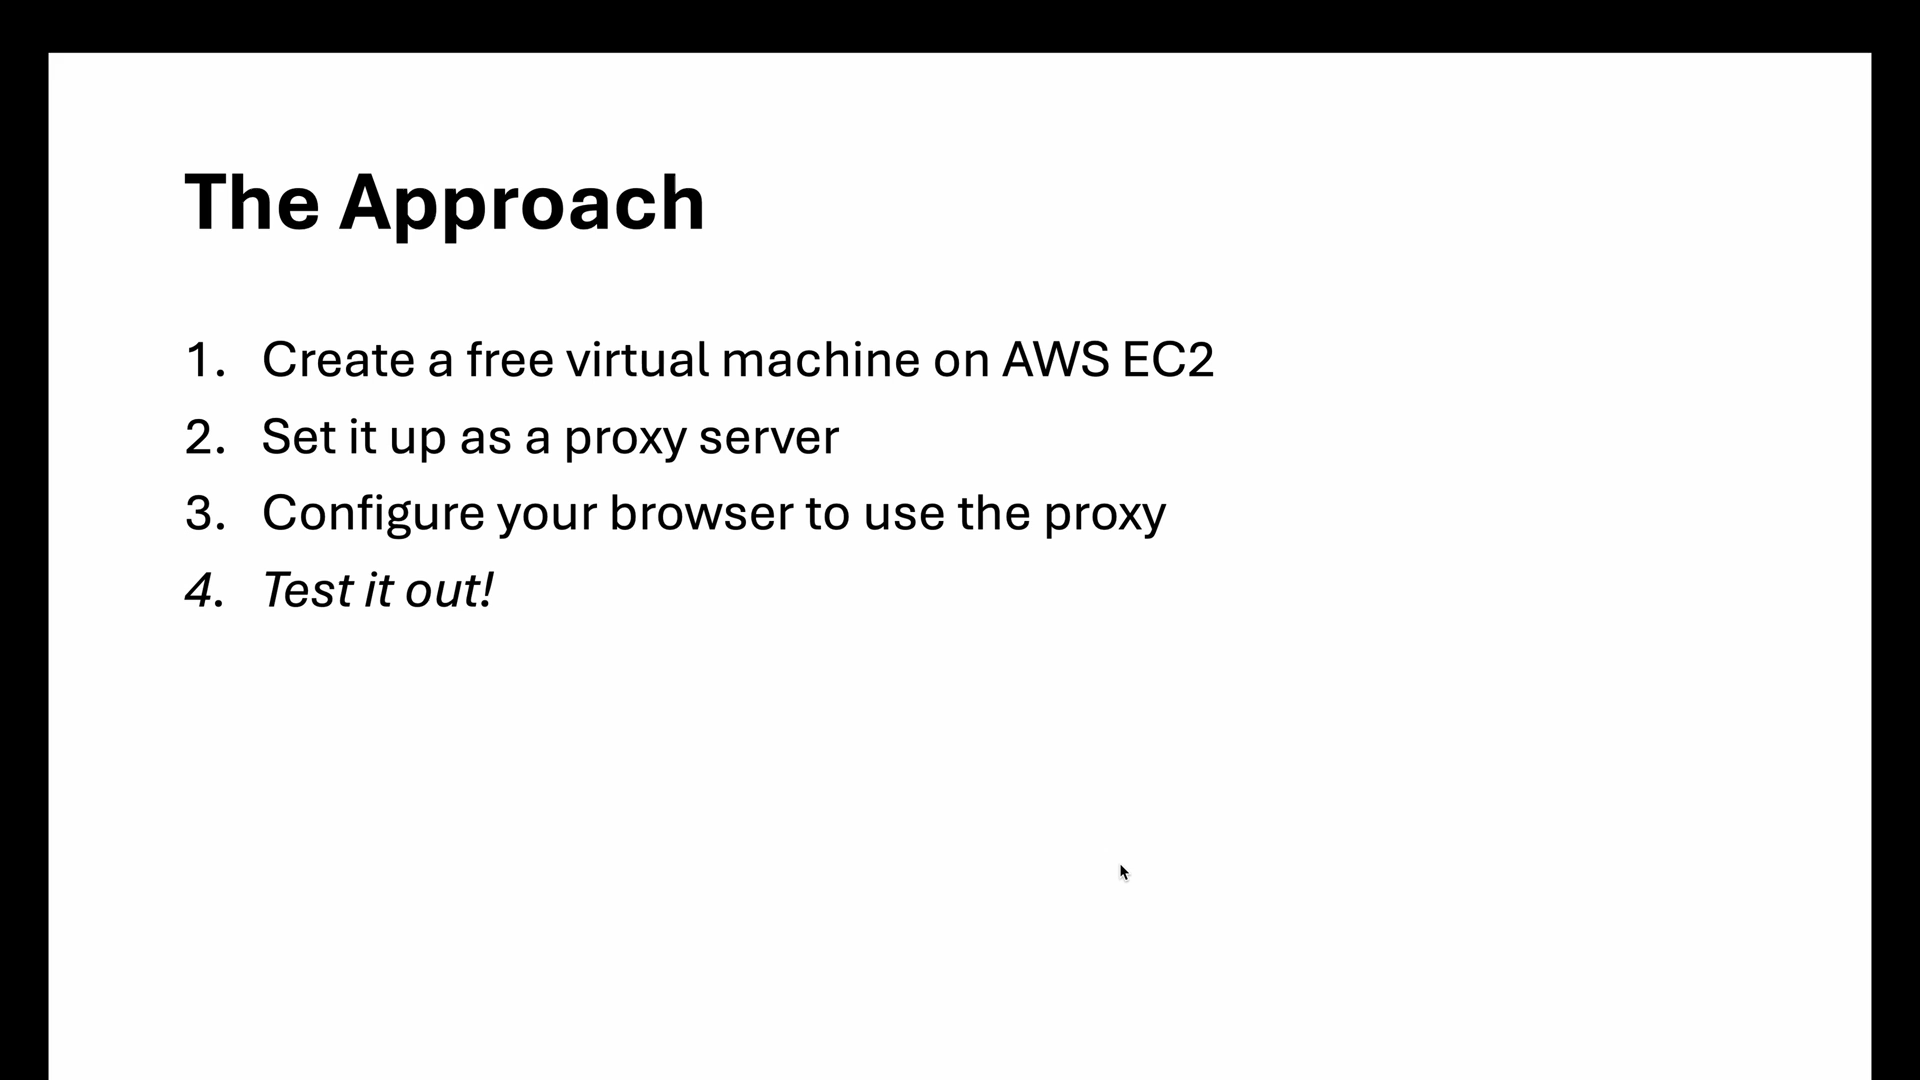 The Approach
1. Create a free virtual machine on AWS EC2
2. Set it up as a proxy server
3. Configure your browser to use the proxy
4. Test it out!